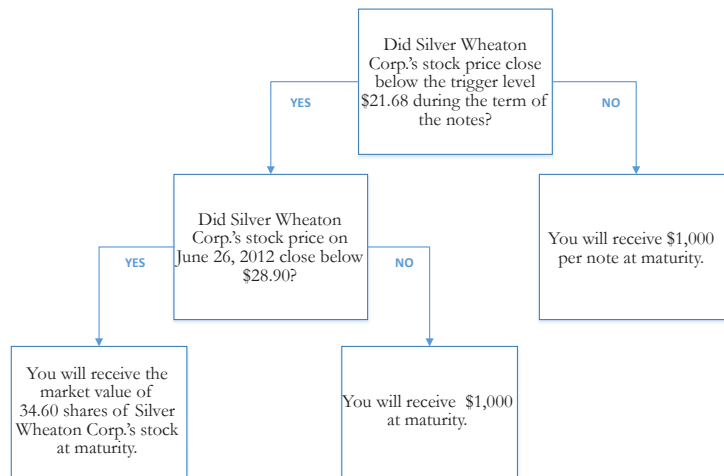 Did Silver Wheaton
Corp.'s stock price close
below the trigger level
$21.68 during the term of
the notes?
YES
NO
Did Silver Wheaton
Corp.'s stock price on
June 26, 2012 close below
$28.90?
You will receive $1,000
per note at maturity.
YES
NO
You will receive the
market value of
34.60 shares of Silver
Wheaton Corp.'s stock
at maturity.
You will receive $1,000
at maturity.